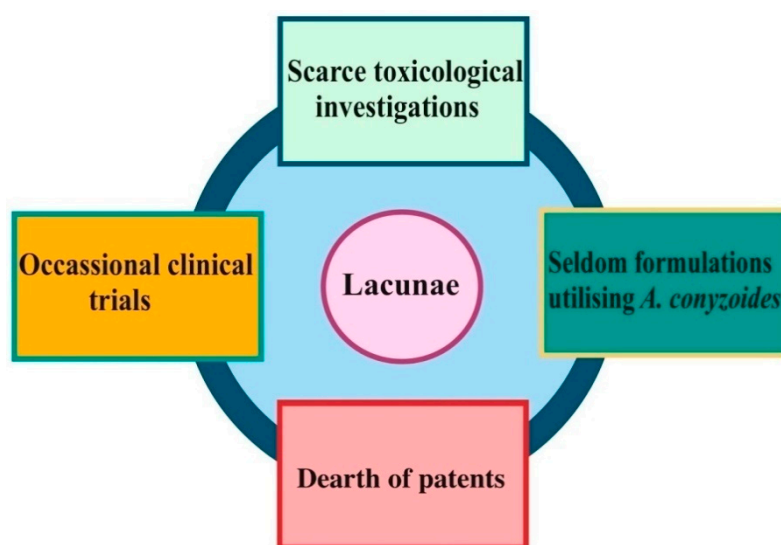 Scarce toxicological
investigations
Occassional clinical
trials
Lacunae
Seldom formulations
utilising A. conyzoides
Dearth of patents